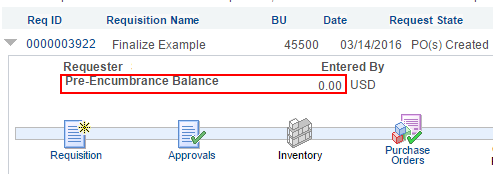 Req ID Requisition Name BU Date Request State
0000003922 Finalize Example 45500 03/14/2016 PO(s) Created
Requester Entered By
Pre-Encumbrance Balance 0.00 USD
Requisition Approvals Inventory Purchase Orders